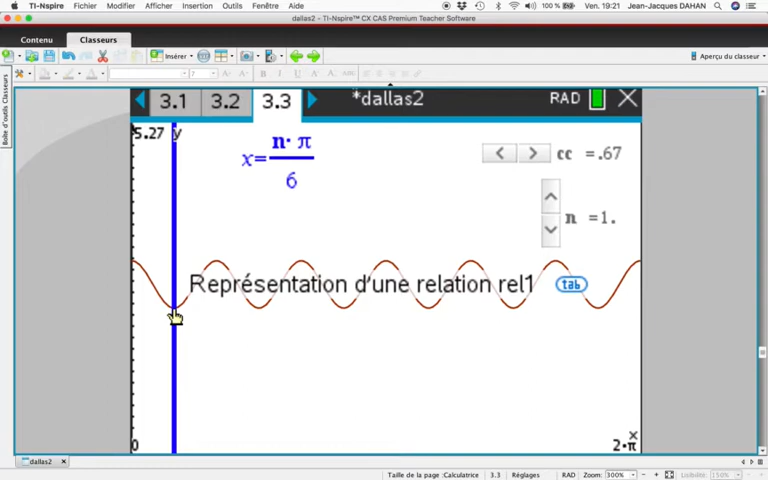 TI-Nspire Fichier Modifier Affichage Insertion Outils Fenêtre Aide 100 % Ven. 19:21 Jean-Jacques DAHAN
dallas2 - TI-Nspire™ CX CAS Premium Teacher Software
Contenu Classeurs
Insérer Aperçu du classeur
7
B I U
Boîte d'outils Classeurs
3.1 3.2 3.3 *dallas2 RAD
5.27 y
x= n·π
6
cc =.67
n =1.
Représentation d'une relation rel1 tab
x
0 2·π
dallas2
Taille de la page : Calculatrice 3.3 Réglages RAD Zoom: 300% Visibilité: 150%